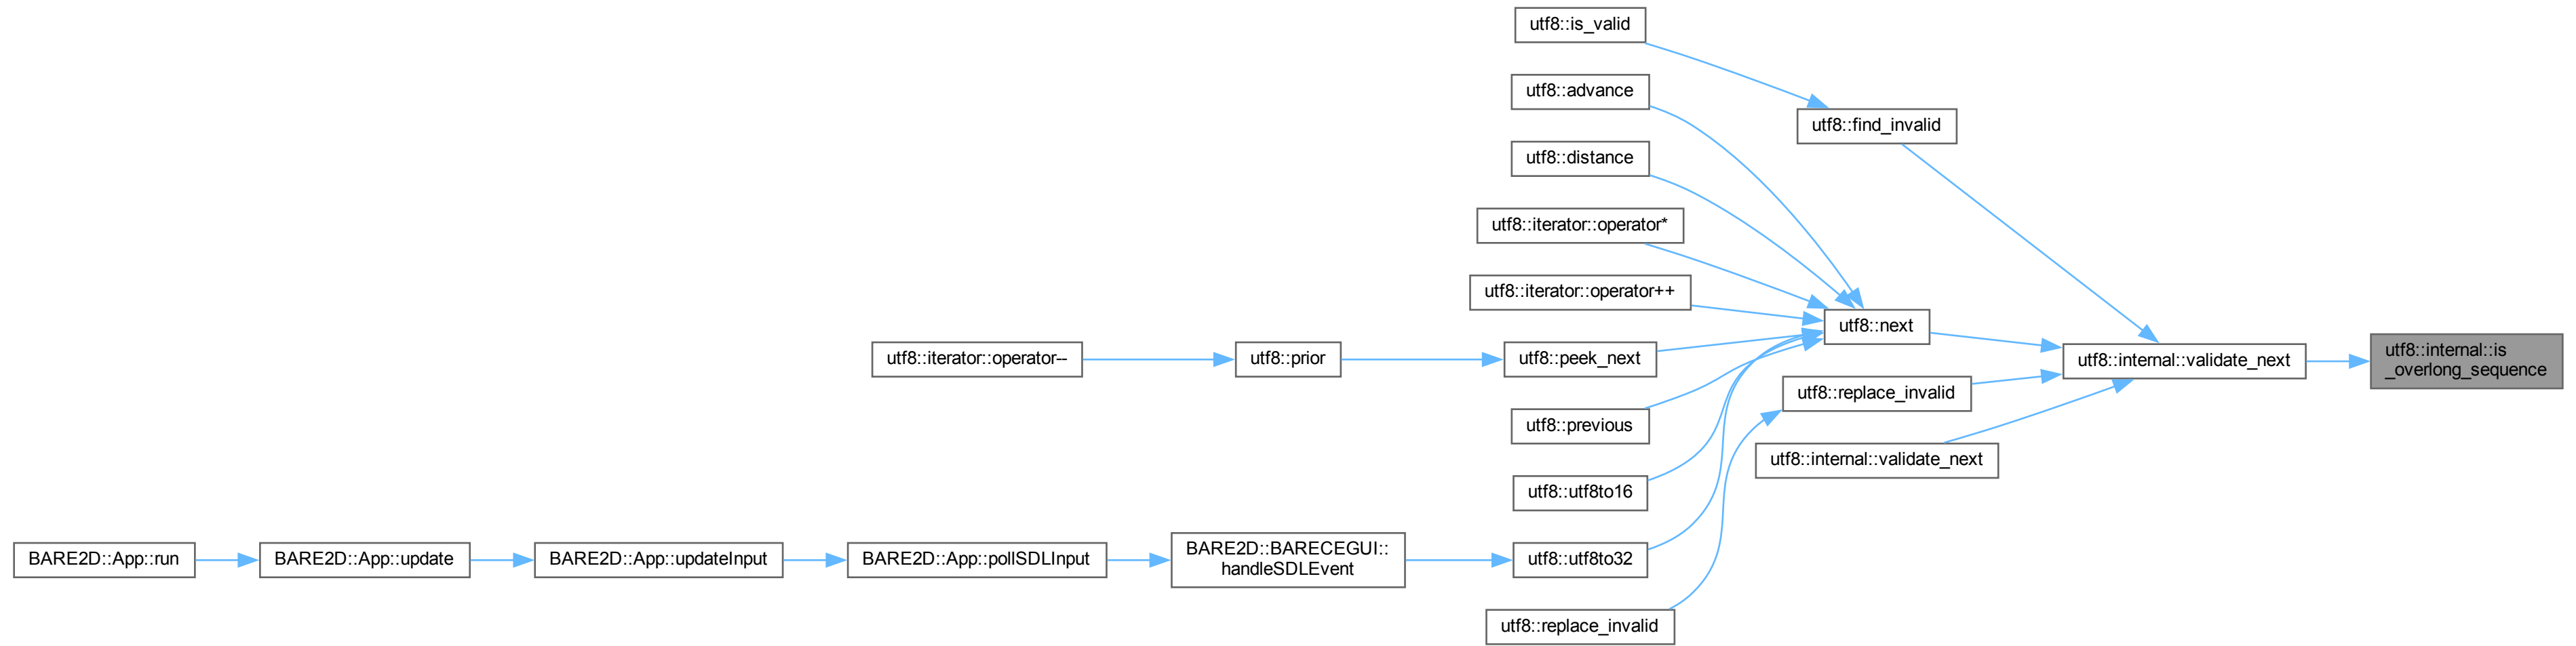 utf8::is_valid
utf8::advance
utf8::find_invalid
utf8::distance
utf8::iterator::operator*
utf8::iterator::operator++
utf8::next
utf8::iterator::operator--
utf8::prior
utf8::peek_next
utf8::internal::validate_next
utf8::internal::is
_overlong_sequence
utf8::replace_invalid
utf8::previous
utf8::internal::validate_next
utf8::utf8to16
BARE2D::App::run
BARE2D::App::update
BARE2D::App::updateInput
BARE2D::App::pollSDLInput
BARE2D::BARECEGUI::
handleSDLEvent
utf8::utf8to32
utf8::replace_invalid